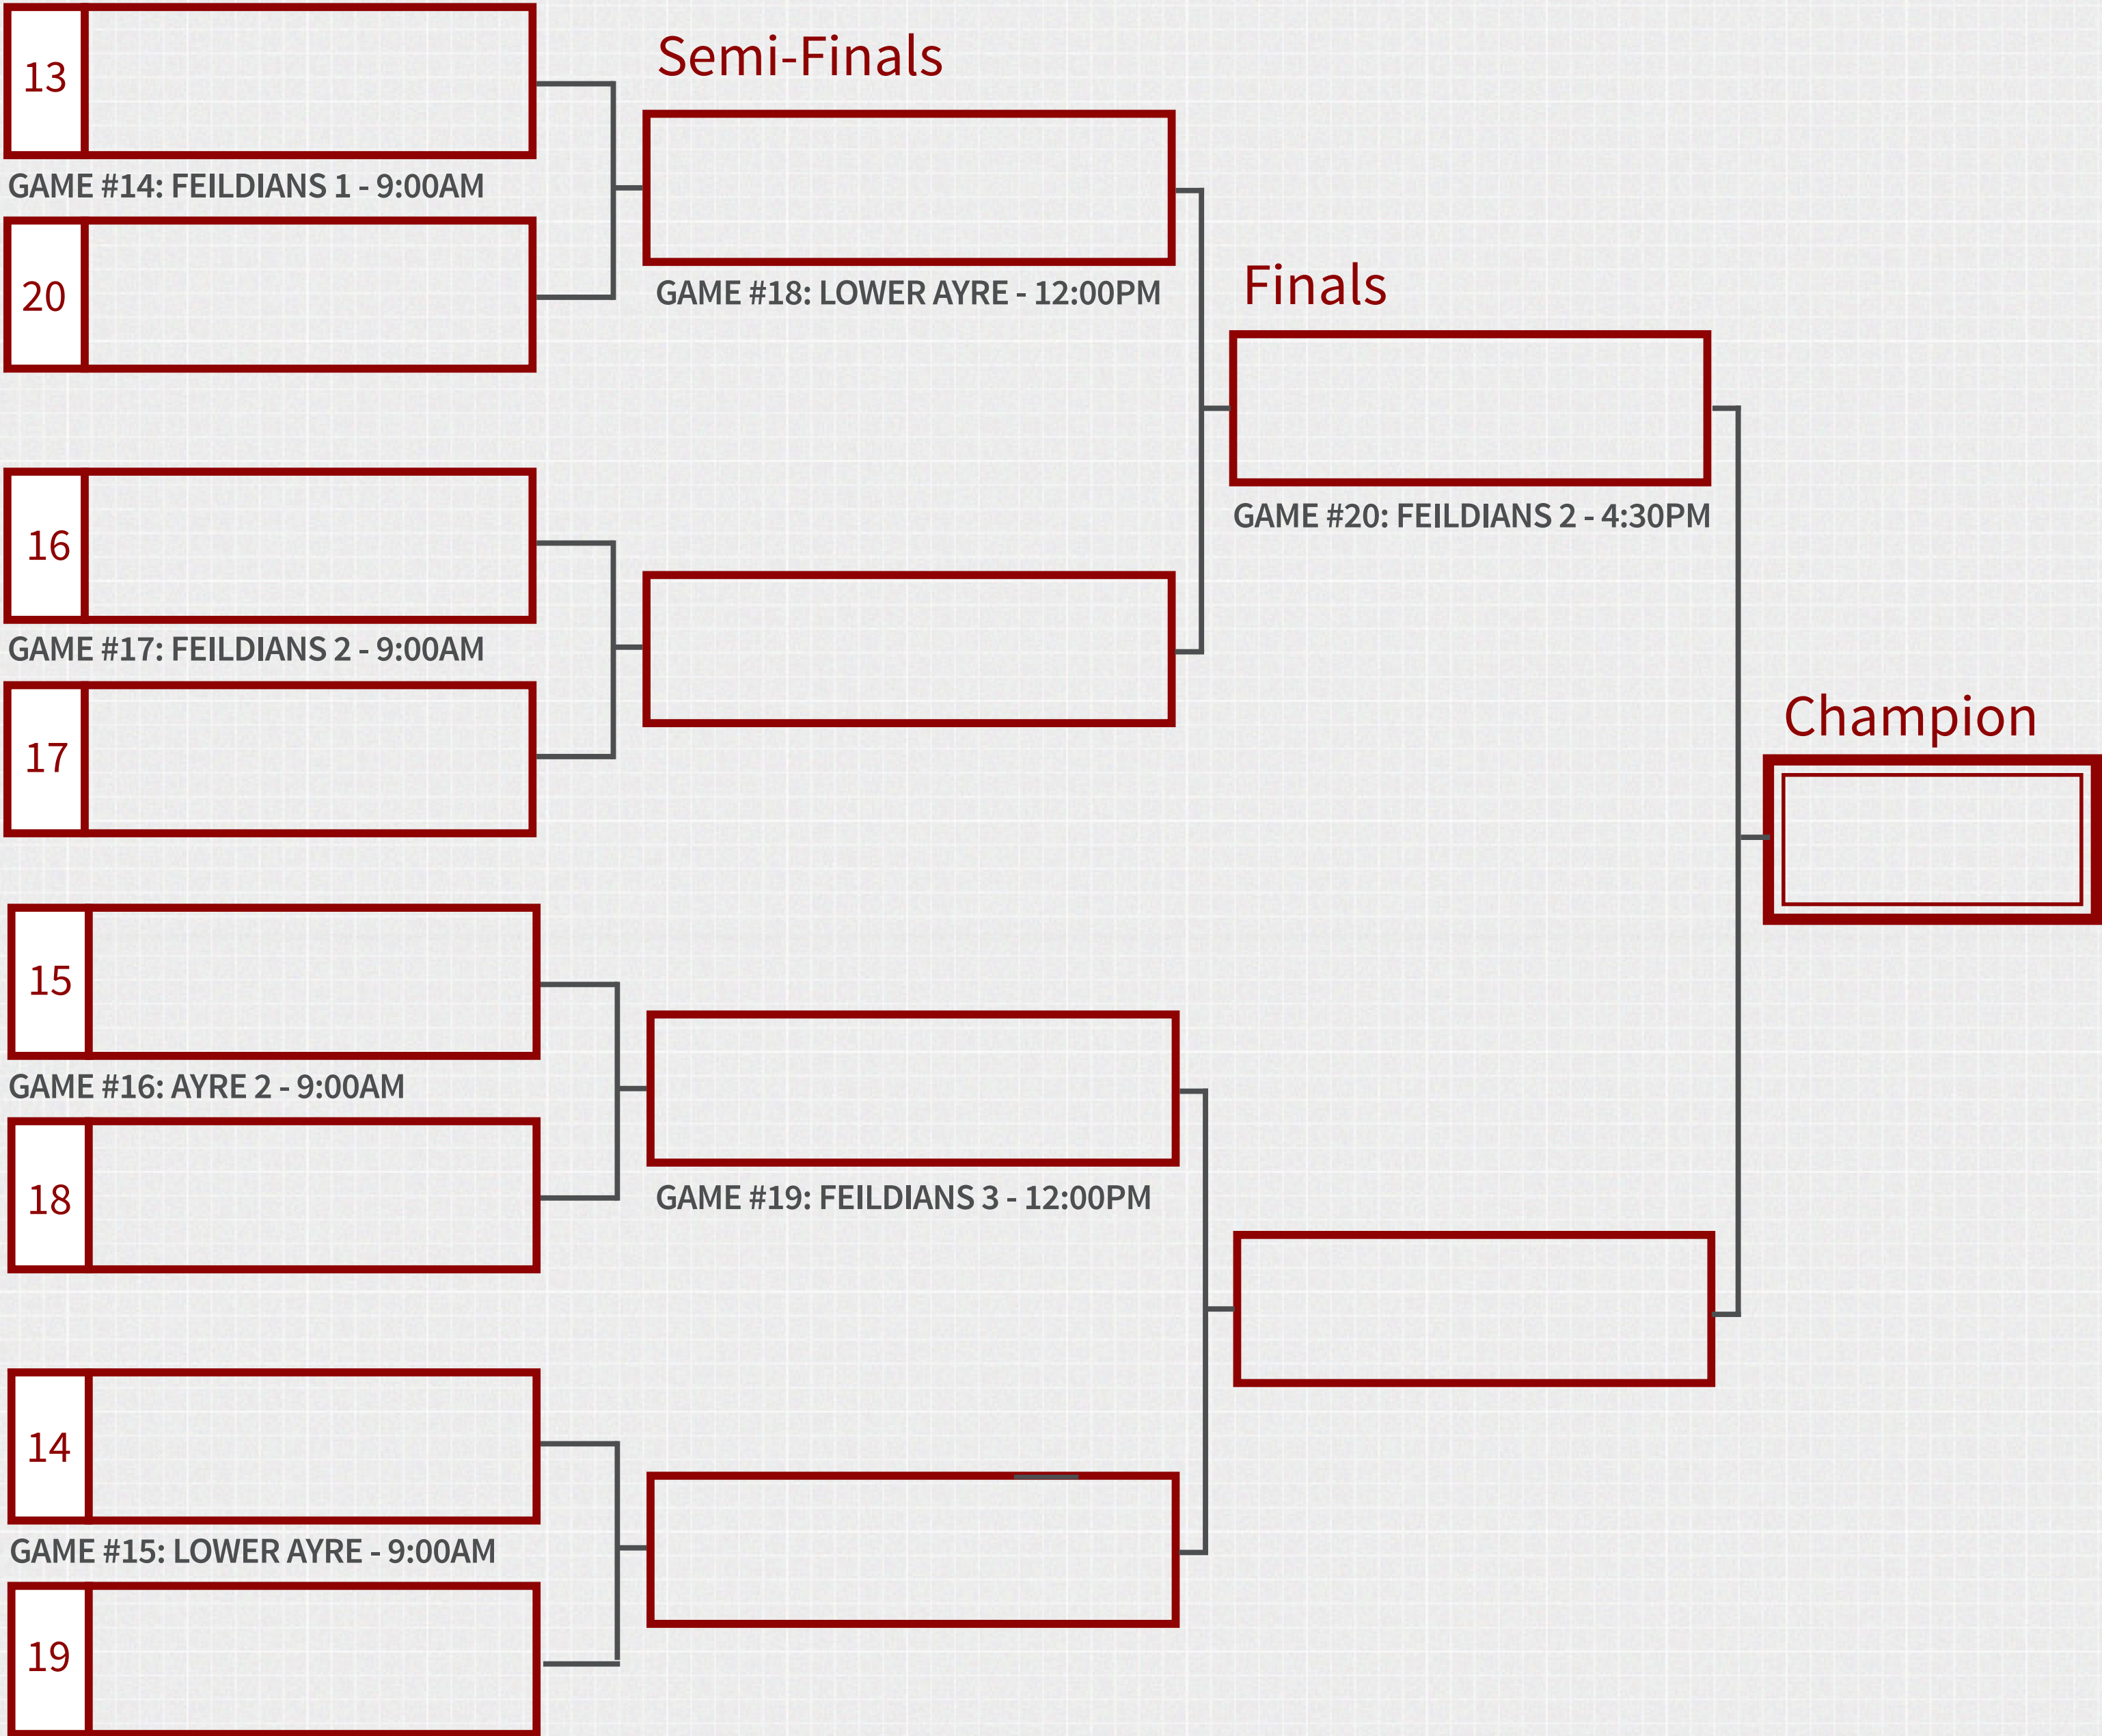 13
GAME #14: FEILDIANS 1 - 9:00AM
20
16
GAME #17: FEILDIANS 2 - 9:00AM
17
15
GAME #16: AYRE 2 - 9:00AM
18
14
GAME #15: LOWER AYRE - 9:00AM
19
Semi-Finals
GAME #18: LOWER AYRE - 12:00PM
GAME #19: FEILDIANS 3 - 12:00PM
Finals
GAME #20: FEILDIANS 2 - 4:30PM
Champion